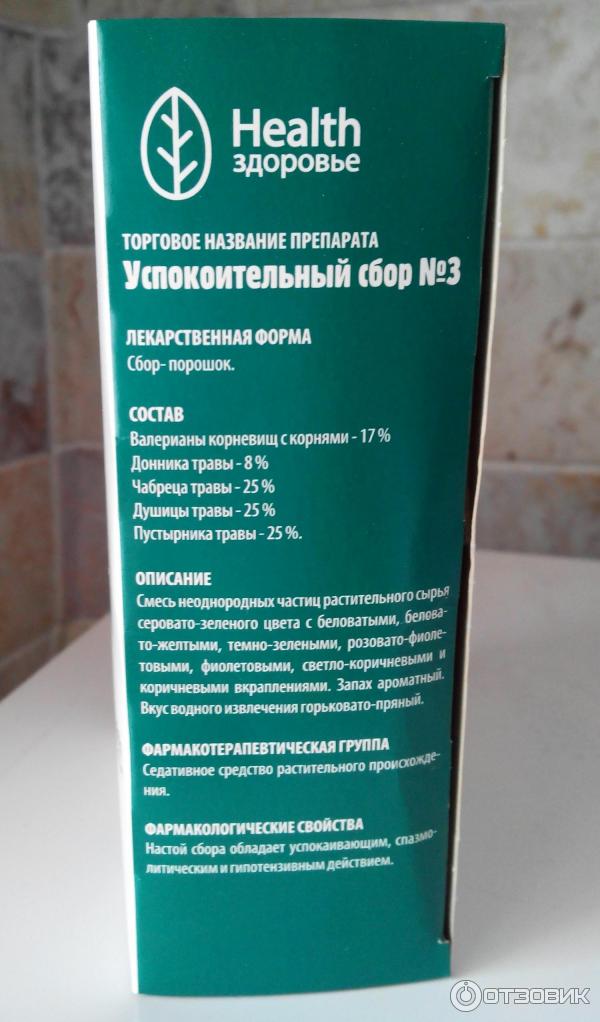 Health
здоровье
ТОРГОВОЕ НАЗВАНИЕ ПРЕПАРАТА
Успокоительный сбор №3
ЛЕКАРСТВЕННАЯ ФОРМА
Сбор- порошок.
СОСТАВ
Валерианы корневищ с корнями - 17 %
Донника травы - 8 %
Чабреца травы - 25 %
Душицы травы - 25 %
Пустырника травы - 25 %.
ОПИСАНИЕ
Смесь неоднородных частиц растительного сырья
серовато-зеленого цвета с беловатыми, белова-
то-желтыми, темно-зелеными, розовато-фиоле-
товыми, фиолетовыми, светло-коричневыми и
коричневыми вкраплениями. Запах ароматный.
Вкус водного извлечения горьковато-пряный.
ФАРМАКОТЕРАПЕВТИЧЕСКАЯ ГРУППА
Седативное средство растительного происхожде-
ния.
ФАРМАКОЛОГИЧЕСКИЕ СВОЙСТВА
Настой сбора обладает успокаивающим, спазмо-
литическим и гипотензивным действием.
ОТЗОВИК